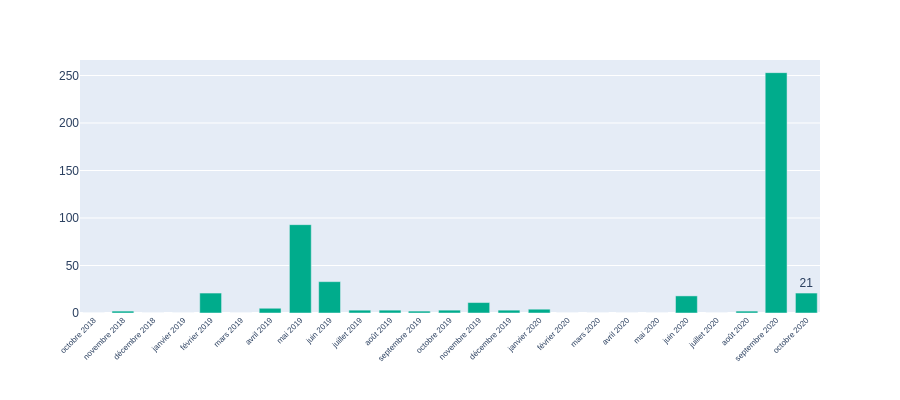 250
200
150
100
50
0
21
octobre 2018
novembre 2018
décembre 2018
janvier 2019
février 2019
mars 2019
avril 2019
mai 2019
juin 2019
juillet 2019
août 2019
septembre 2019
octobre 2019
novembre 2019
décembre 2019
janvier 2020
février 2020
mars 2020
avril 2020
mai 2020
juin 2020
juillet 2020
août 2020
septembre 2020
octobre 2020